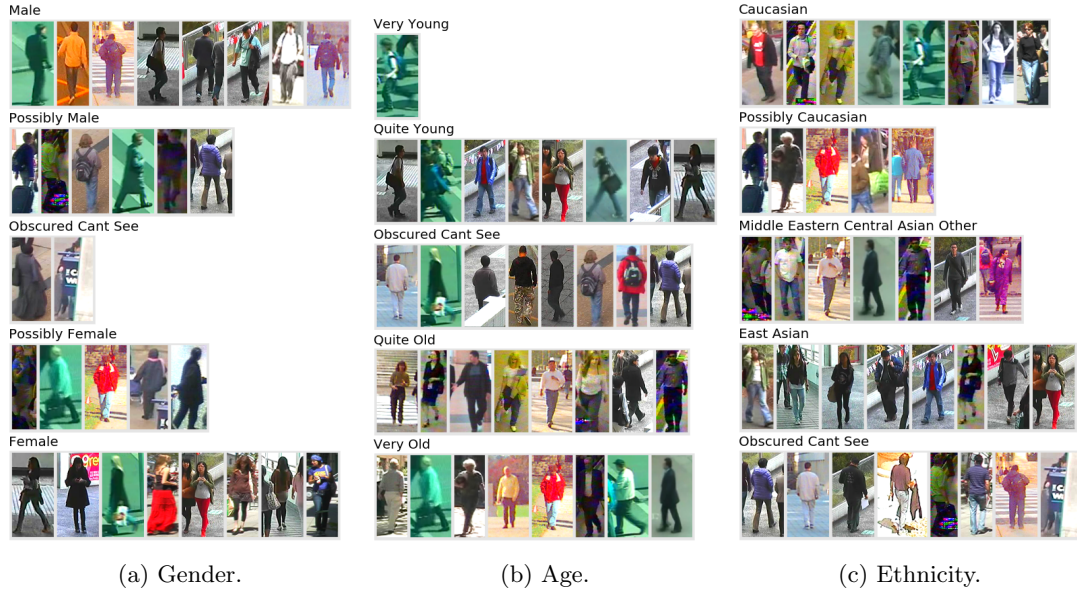 Male
Possibly Male
Obscured Cant See
Possibly Female
Female
(a) Gender.
Very Young
Quite Young
Obscured Cant See
Quite Old
Very Old
(b) Age.
Caucasian
Possibly Caucasian
Middle Eastern Central Asian Other
East Asian
Obscured Cant See
(c) Ethnicity.